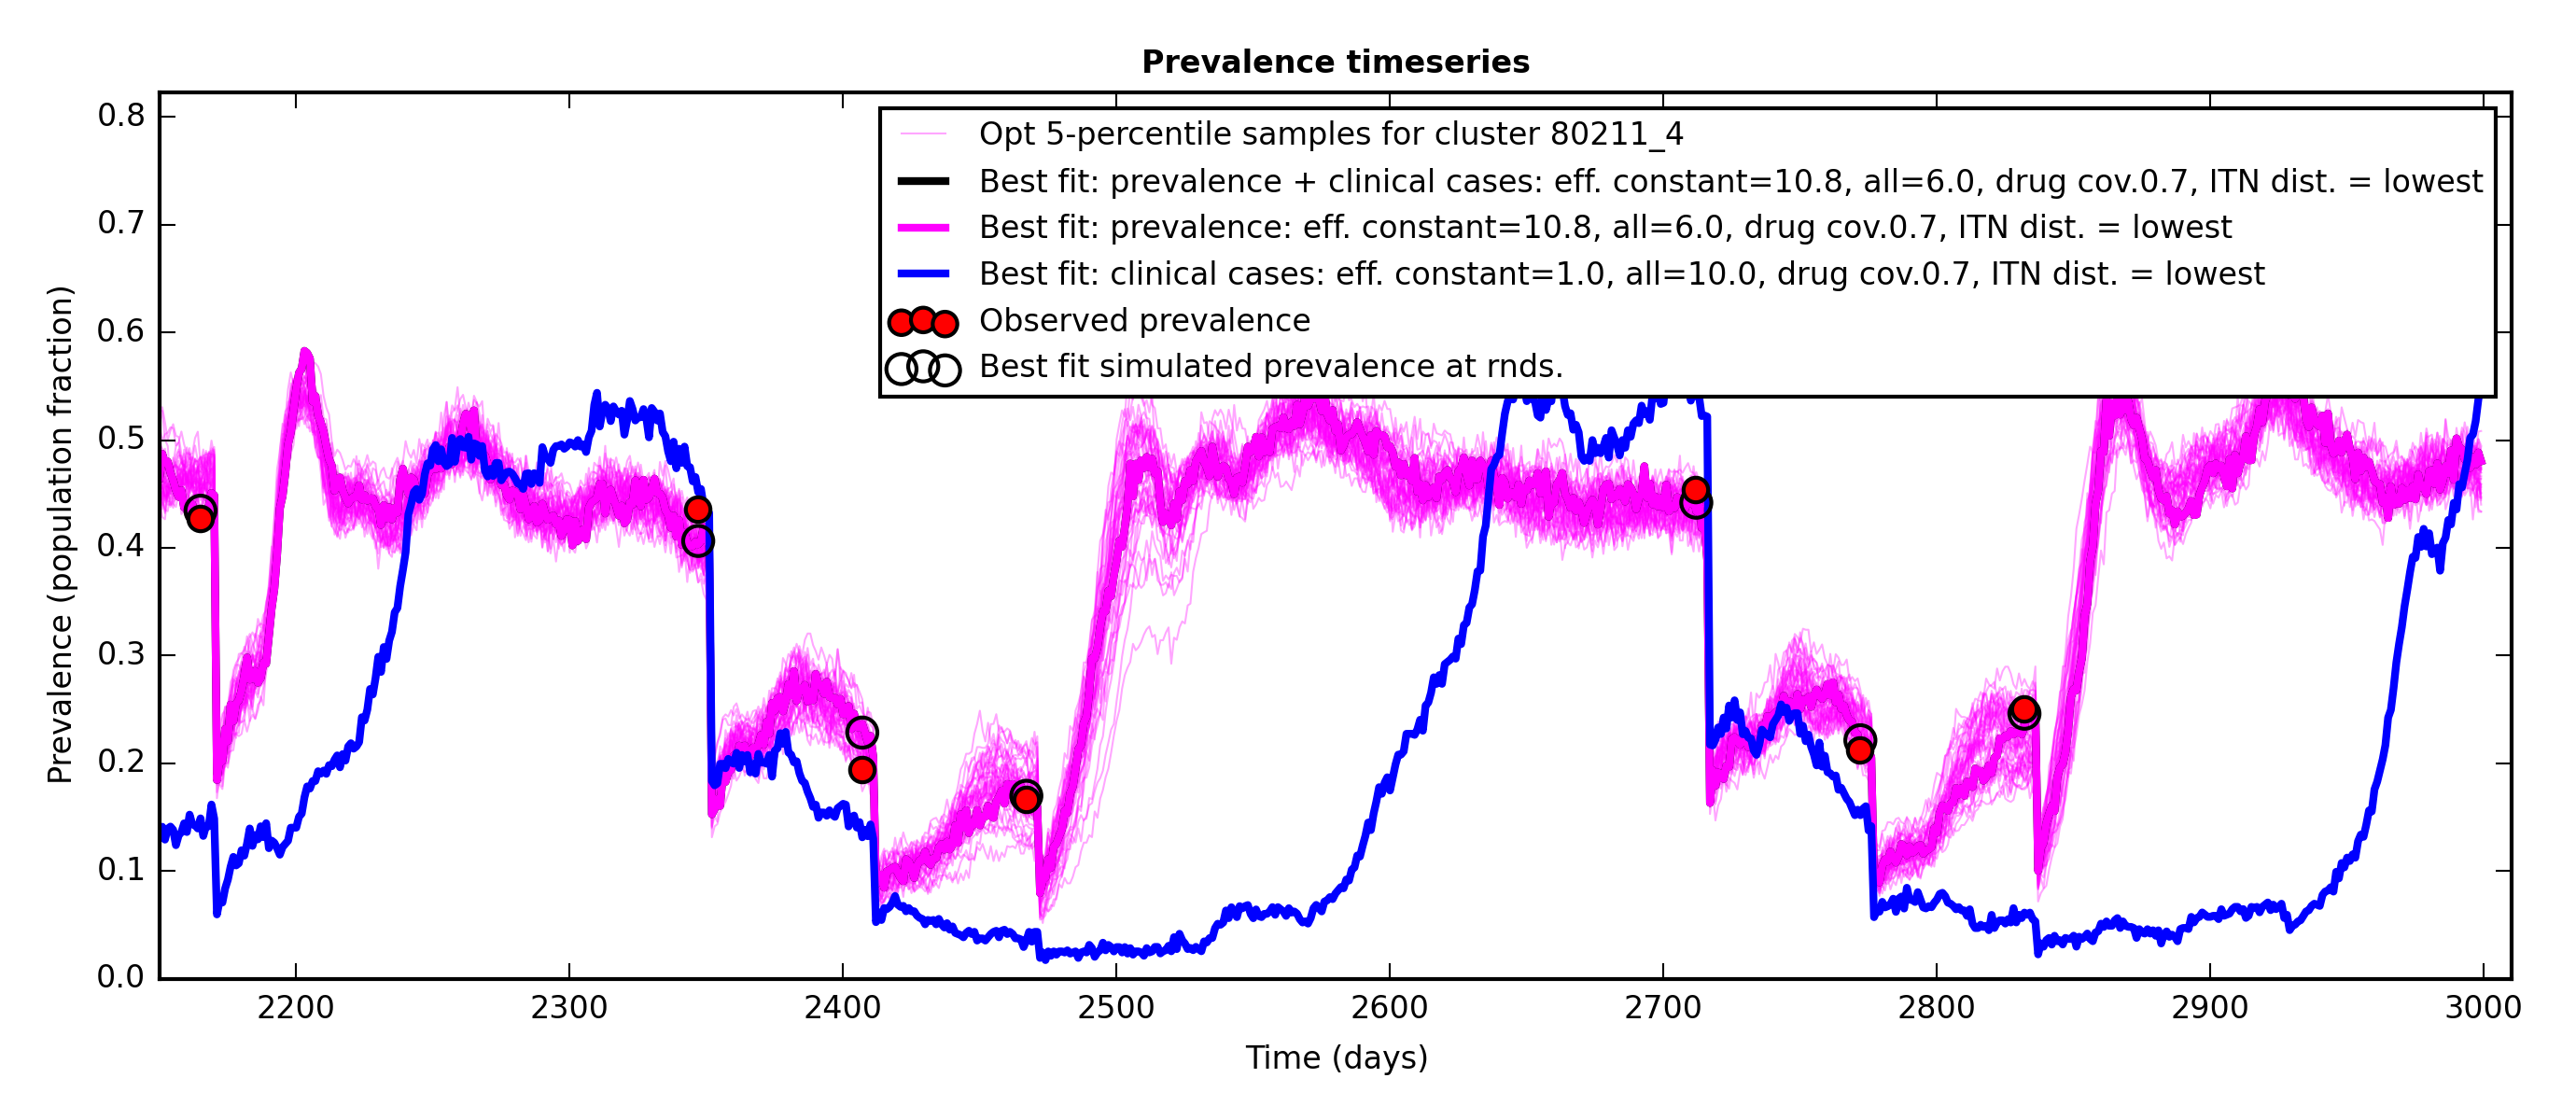 Prevalence timeseries
Opt 5-percentile samples for cluster 80211_4
Best fit: prevalence + clinical cases: eff. constant=10.8, all=6.0, drug cov.0.7, ITN dist. = lowest
Best fit: prevalence: eff. constant=10.8, all=6.0, drug cov.0.7, ITN dist. = lowest
Best fit: clinical cases: eff. constant=1.0, all=10.0, drug cov.0.7, ITN dist. = lowest
Observed prevalence
Best fit simulated prevalence at rnds.
Prevalence (population fraction)
0.8
0.7
0.6
0.5
0.4
0.3
0.2
0.1
0.0
2200 2300 2400 2500 2600 2700 2800 2900 3000
Time (days)